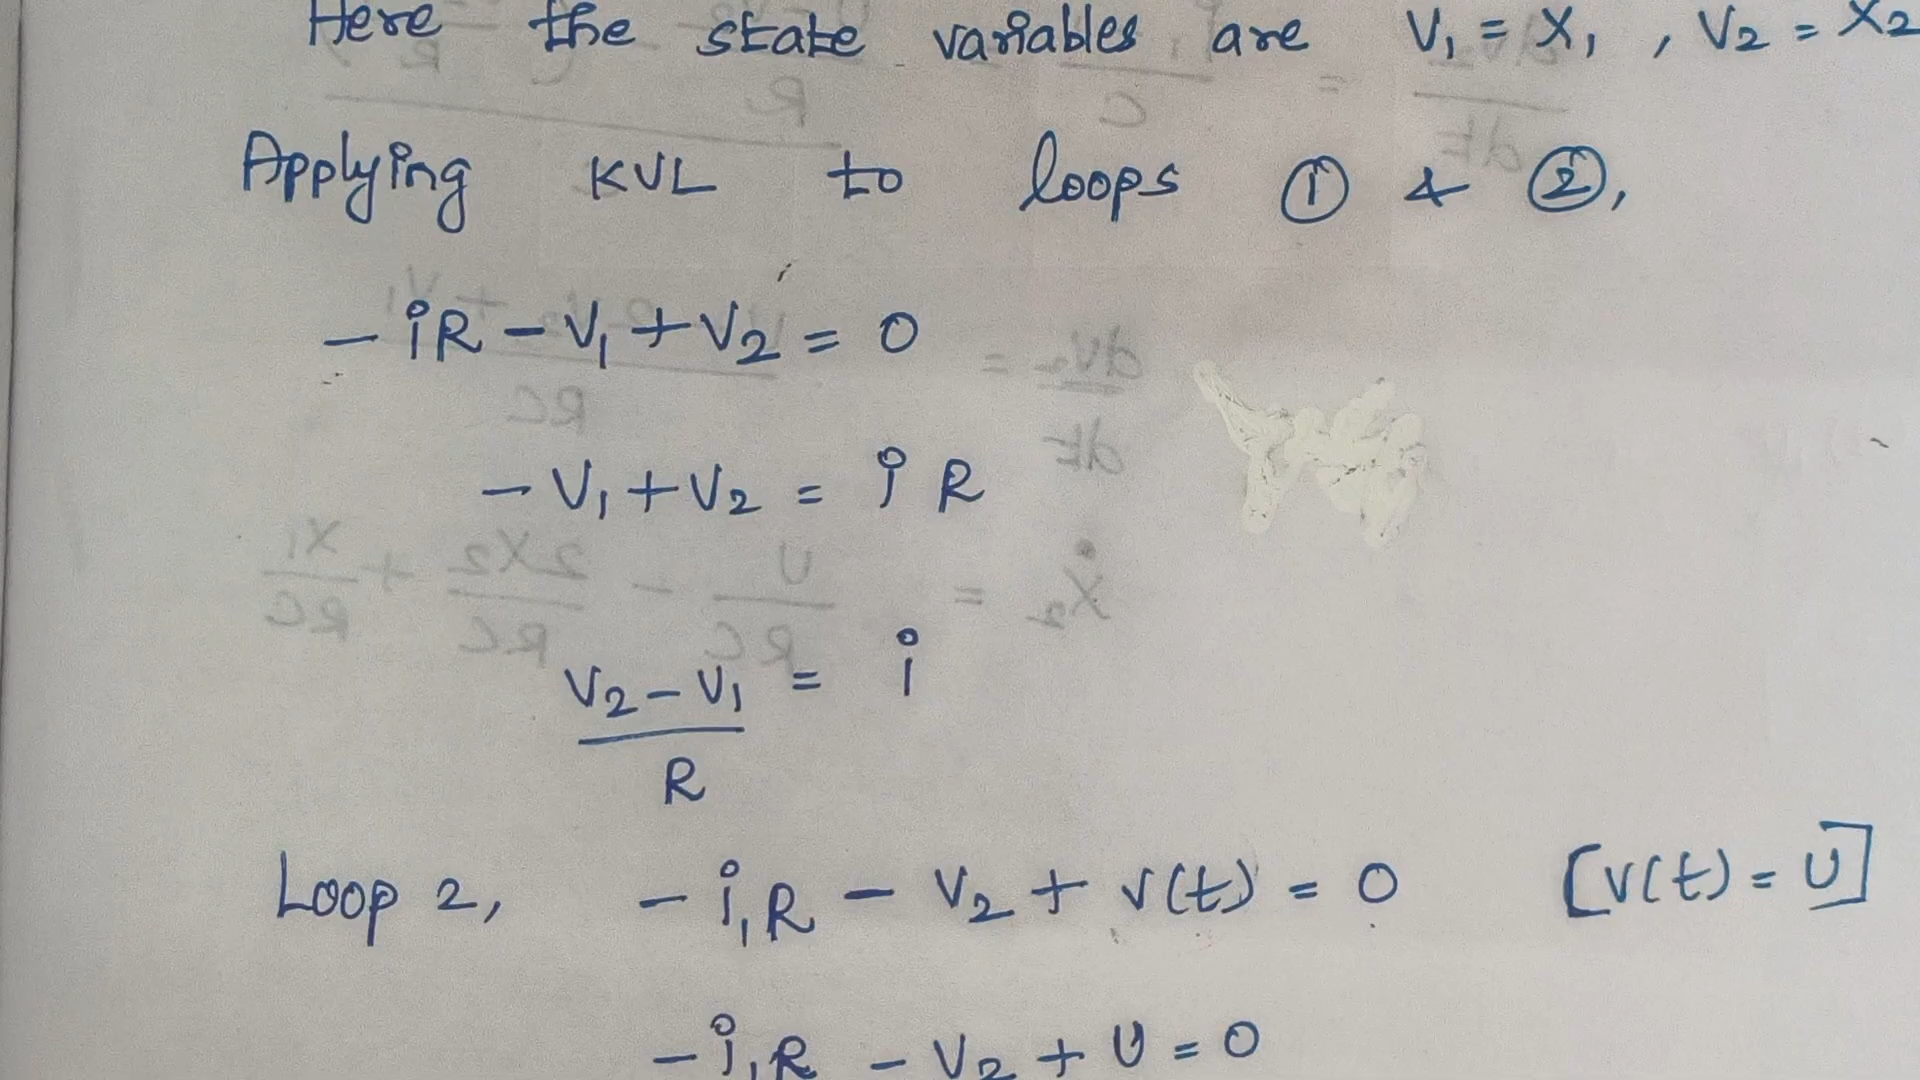 Here the state variables are V₁ = X₁ , V₂ = X₂
Applying KVL to loops ① & ②,
- iR - V₁ + V₂ = 0
- V₁ + V₂ = i R
V₂ - V₁ / R = i
Loop 2, - i₁R - V₂ + V(t) = 0 [V(t) = U]
- i₁R - V₂ + U = 0